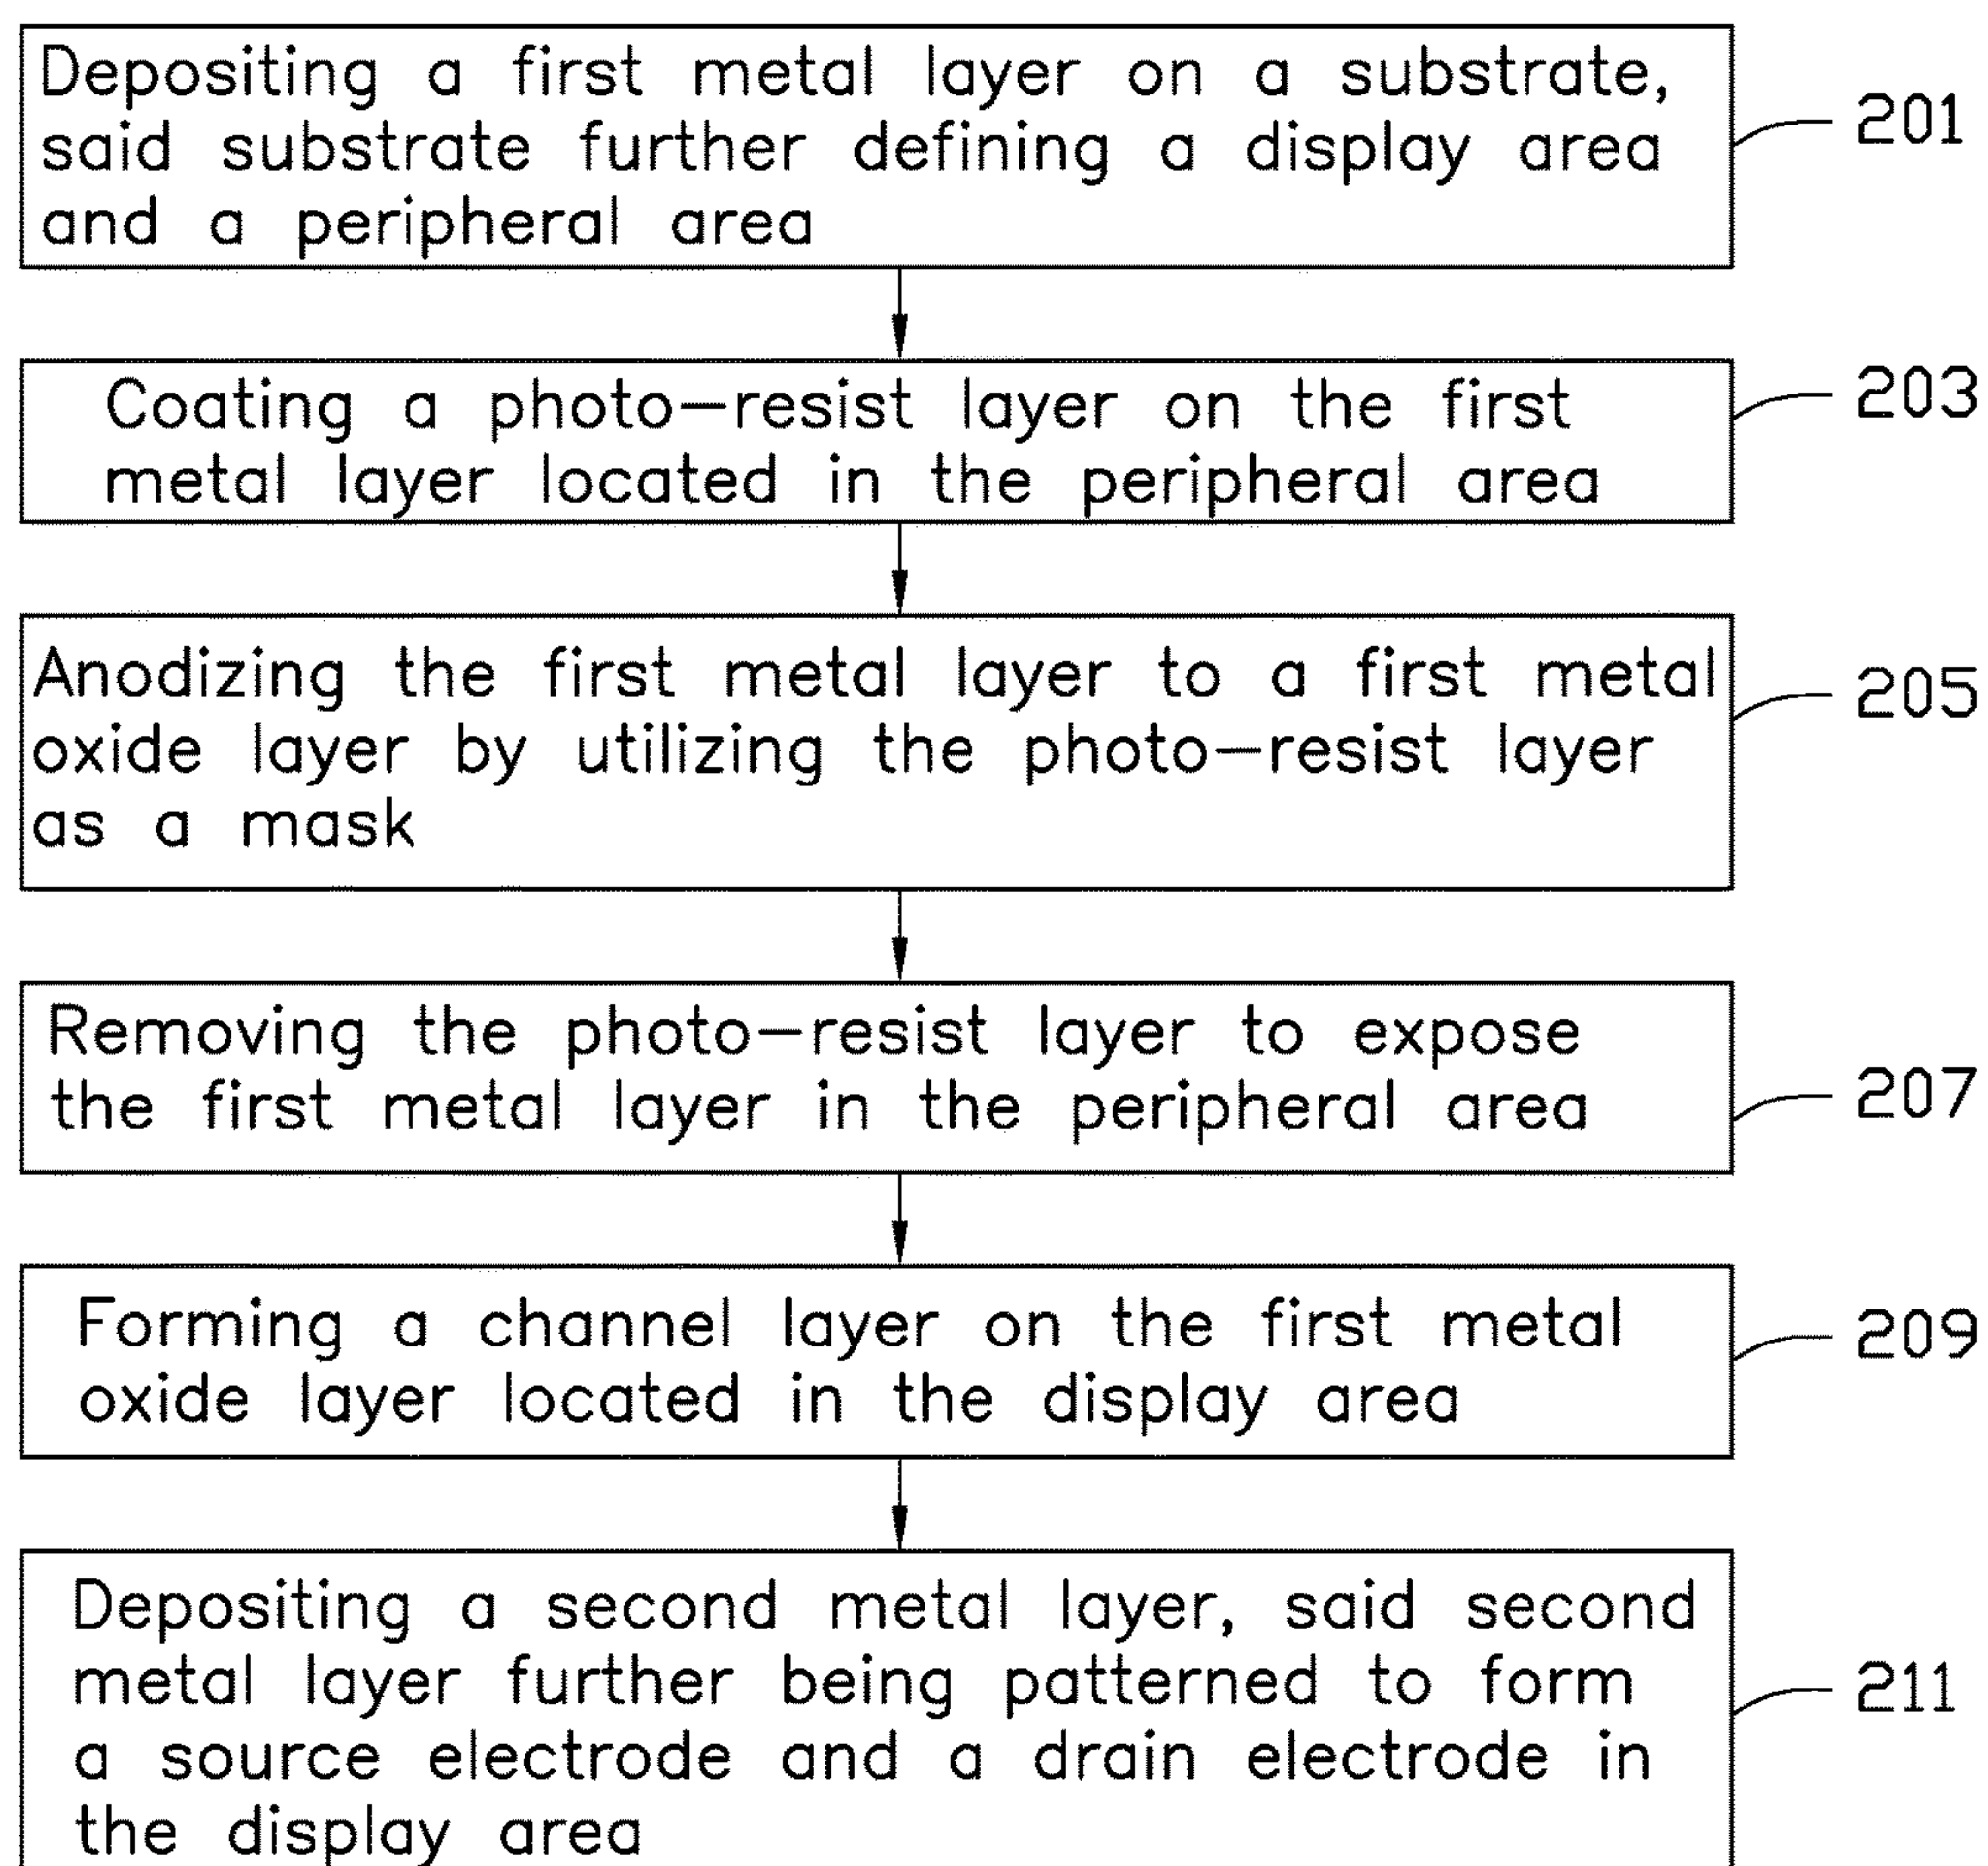 Depositing a first metal layer on a substrate,
said substrate further defining a display area
and a peripheral area
201
Coating a photo-resist layer on the first
metal layer located in the peripheral area
203
Anodizing the first metal layer to a first metal
oxide layer by utilizing the photo-resist layer
as a mask
205
Removing the photo-resist layer to expose
the first metal layer in the peripheral area
207
Forming a channel layer on the first metal
oxide layer located in the display area
209
Depositing a second metal layer, said second
metal layer further being patterned to form
a source electrode and a drain electrode in
the display area
211